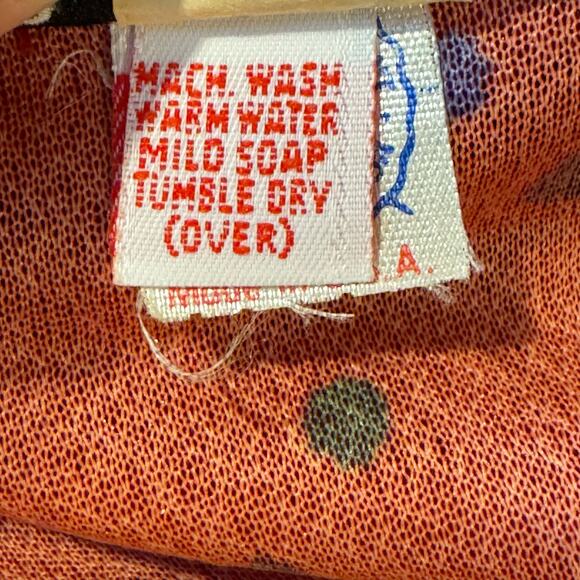 MACH. WASH
WARM WATER
MILD SOAP
TUMBLE DRY
(OVER)
A.